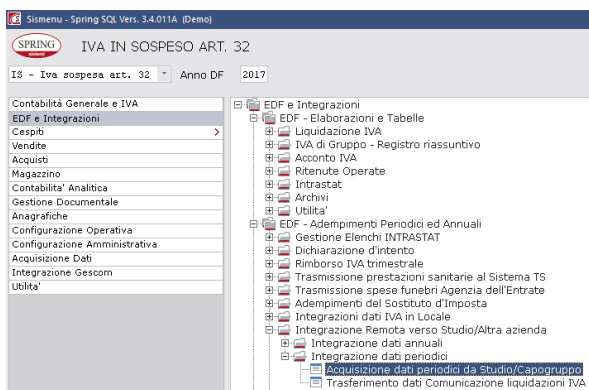 Sismenu - Spring SQL Vers. 3.4.011A (Demo)
SPRING
IVA IN SOSPESO ART. 32
IS - Iva sospesa art. 32
Anno DF
2017
Contabilità Generale e IVA
EDF e Integrazioni
Cespiti
Vendite
Acquisti
Magazzino
Contabilita' Analitica
Gestione Documentale
Anagrafiche
Configurazione Operativa
Configurazione Amministrativa
Acquisizione Dati
Integrazione Gescom
Utilita'
EDF e Integrazioni
EDF - Elaborazioni e Tabelle
Liquidazione IVA
IVA di Gruppo - Registro riassuntivo
Acconto IVA
Ritenute Operate
Intrastat
Archivi
Utilita'
EDF - Adempimenti Periodici ed Annuali
Gestione Elenchi INTRASTAT
Dichiarazione d'intento
Rimborso IVA trimestrale
Trasmissione prestazioni sanitarie al Sistema TS
Trasmissione spese funebri Agenzia dell'Entrate
Adempimenti del Sostituto d'Imposta
Integrazioni dati IVA in Locale
Integrazione Remota verso Studio/Altra azienda
Integrazione dati annuali
Integrazione dati periodici
Acquisizione dati periodici da Studio/Capogruppo
Trasferimento dati Comunicazione liquidazioni IVA